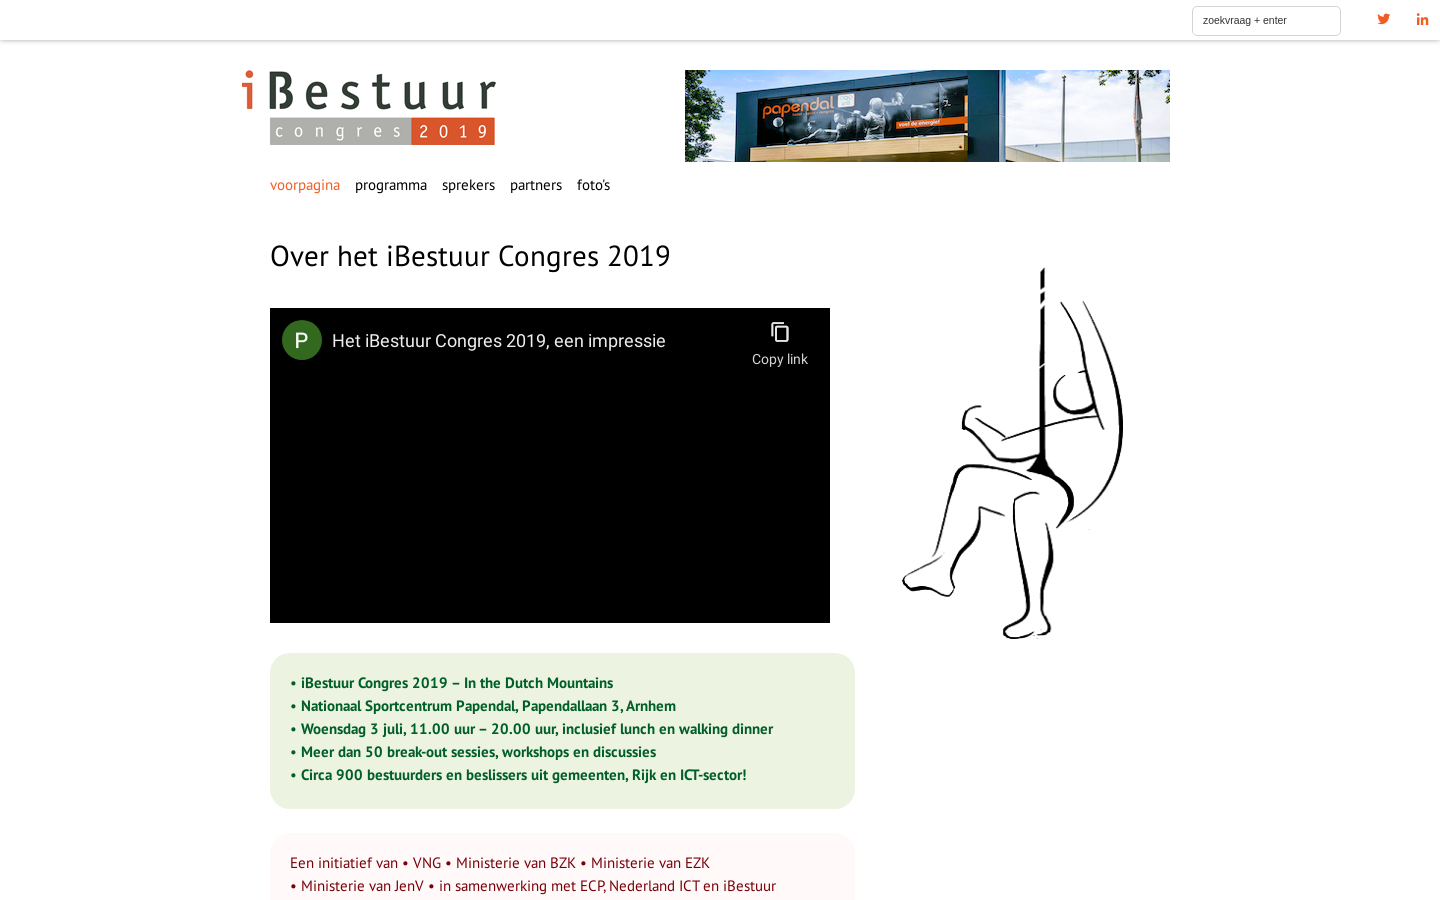 zoekvraag + enter
iBestuur
congres 2019
papendal
voel de energie!
voorpagina programma sprekers partners foto's
Over het iBestuur Congres 2019
P Het iBestuur Congres 2019, een impressie
Copy link
• iBestuur Congres 2019 – In the Dutch Mountains
• Nationaal Sportcentrum Papendal, Papendallaan 3, Arnhem
• Woensdag 3 juli, 11.00 uur – 20.00 uur, inclusief lunch en walking dinner
• Meer dan 50 break-out sessies, workshops en discussies
• Circa 900 bestuurders en beslissers uit gemeenten, Rijk en ICT-sector!
Een initiatief van • VNG • Ministerie van BZK • Ministerie van EZK
• Ministerie van JenV • in samenwerking met ECP, Nederland ICT en iBestuur